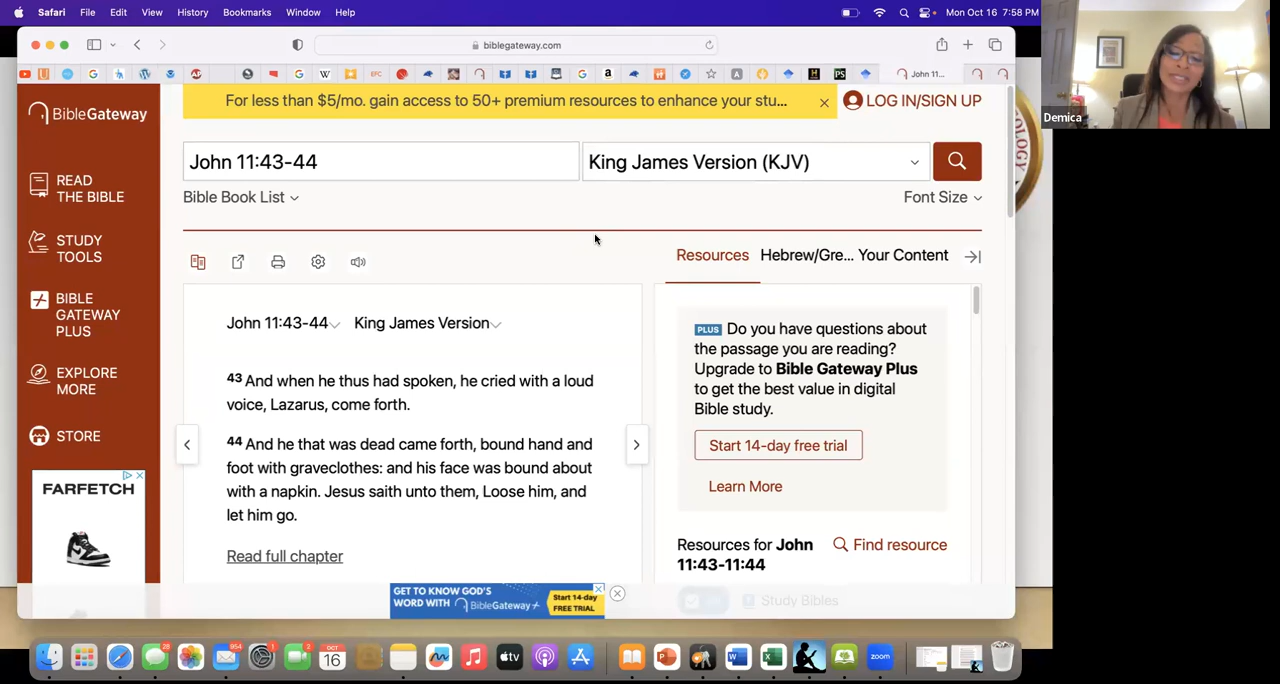 Safari File Edit View History Bookmarks Window Help
Mon Oct 16 7:58 PM
biblegateway.com
John 11...
BibleGateway
For less than $5/mo. gain access to 50+ premium resources to enhance your stu...
LOG IN/SIGN UP
John 11:43-44
King James Version (KJV)
Bible Book List
Font Size
READ
THE BIBLE
STUDY
TOOLS
BIBLE
GATEWAY
PLUS
EXPLORE
MORE
STORE
FARFETCH
John 11:43-44 King James Version
43 And when he thus had spoken, he cried with a loud
voice, Lazarus, come forth.
44 And he that was dead came forth, bound hand and
foot with graveclothes: and his face was bound about
with a napkin. Jesus saith unto them, Loose him, and
let him go.
Read full chapter
Resources Hebrew/Gre... Your Content
PLUS Do you have questions about
the passage you are reading?
Upgrade to Bible Gateway Plus
to get the best value in digital
Bible study.
Start 14-day free trial
Learn More
Resources for John
11:43-11:44
Find resource
Study Bibles
GET TO KNOW GOD'S
WORD WITH BibleGateway+
Start 14-day
FREE TRIAL
Demica
OLOGY
OCT
16
tv
zoom